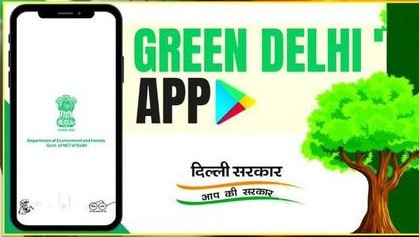 GREEN DELHI
APP
Department of Environment and Forests
Govt. of NCT of Delhi
दिल्ली सरकार
आप की सरकार